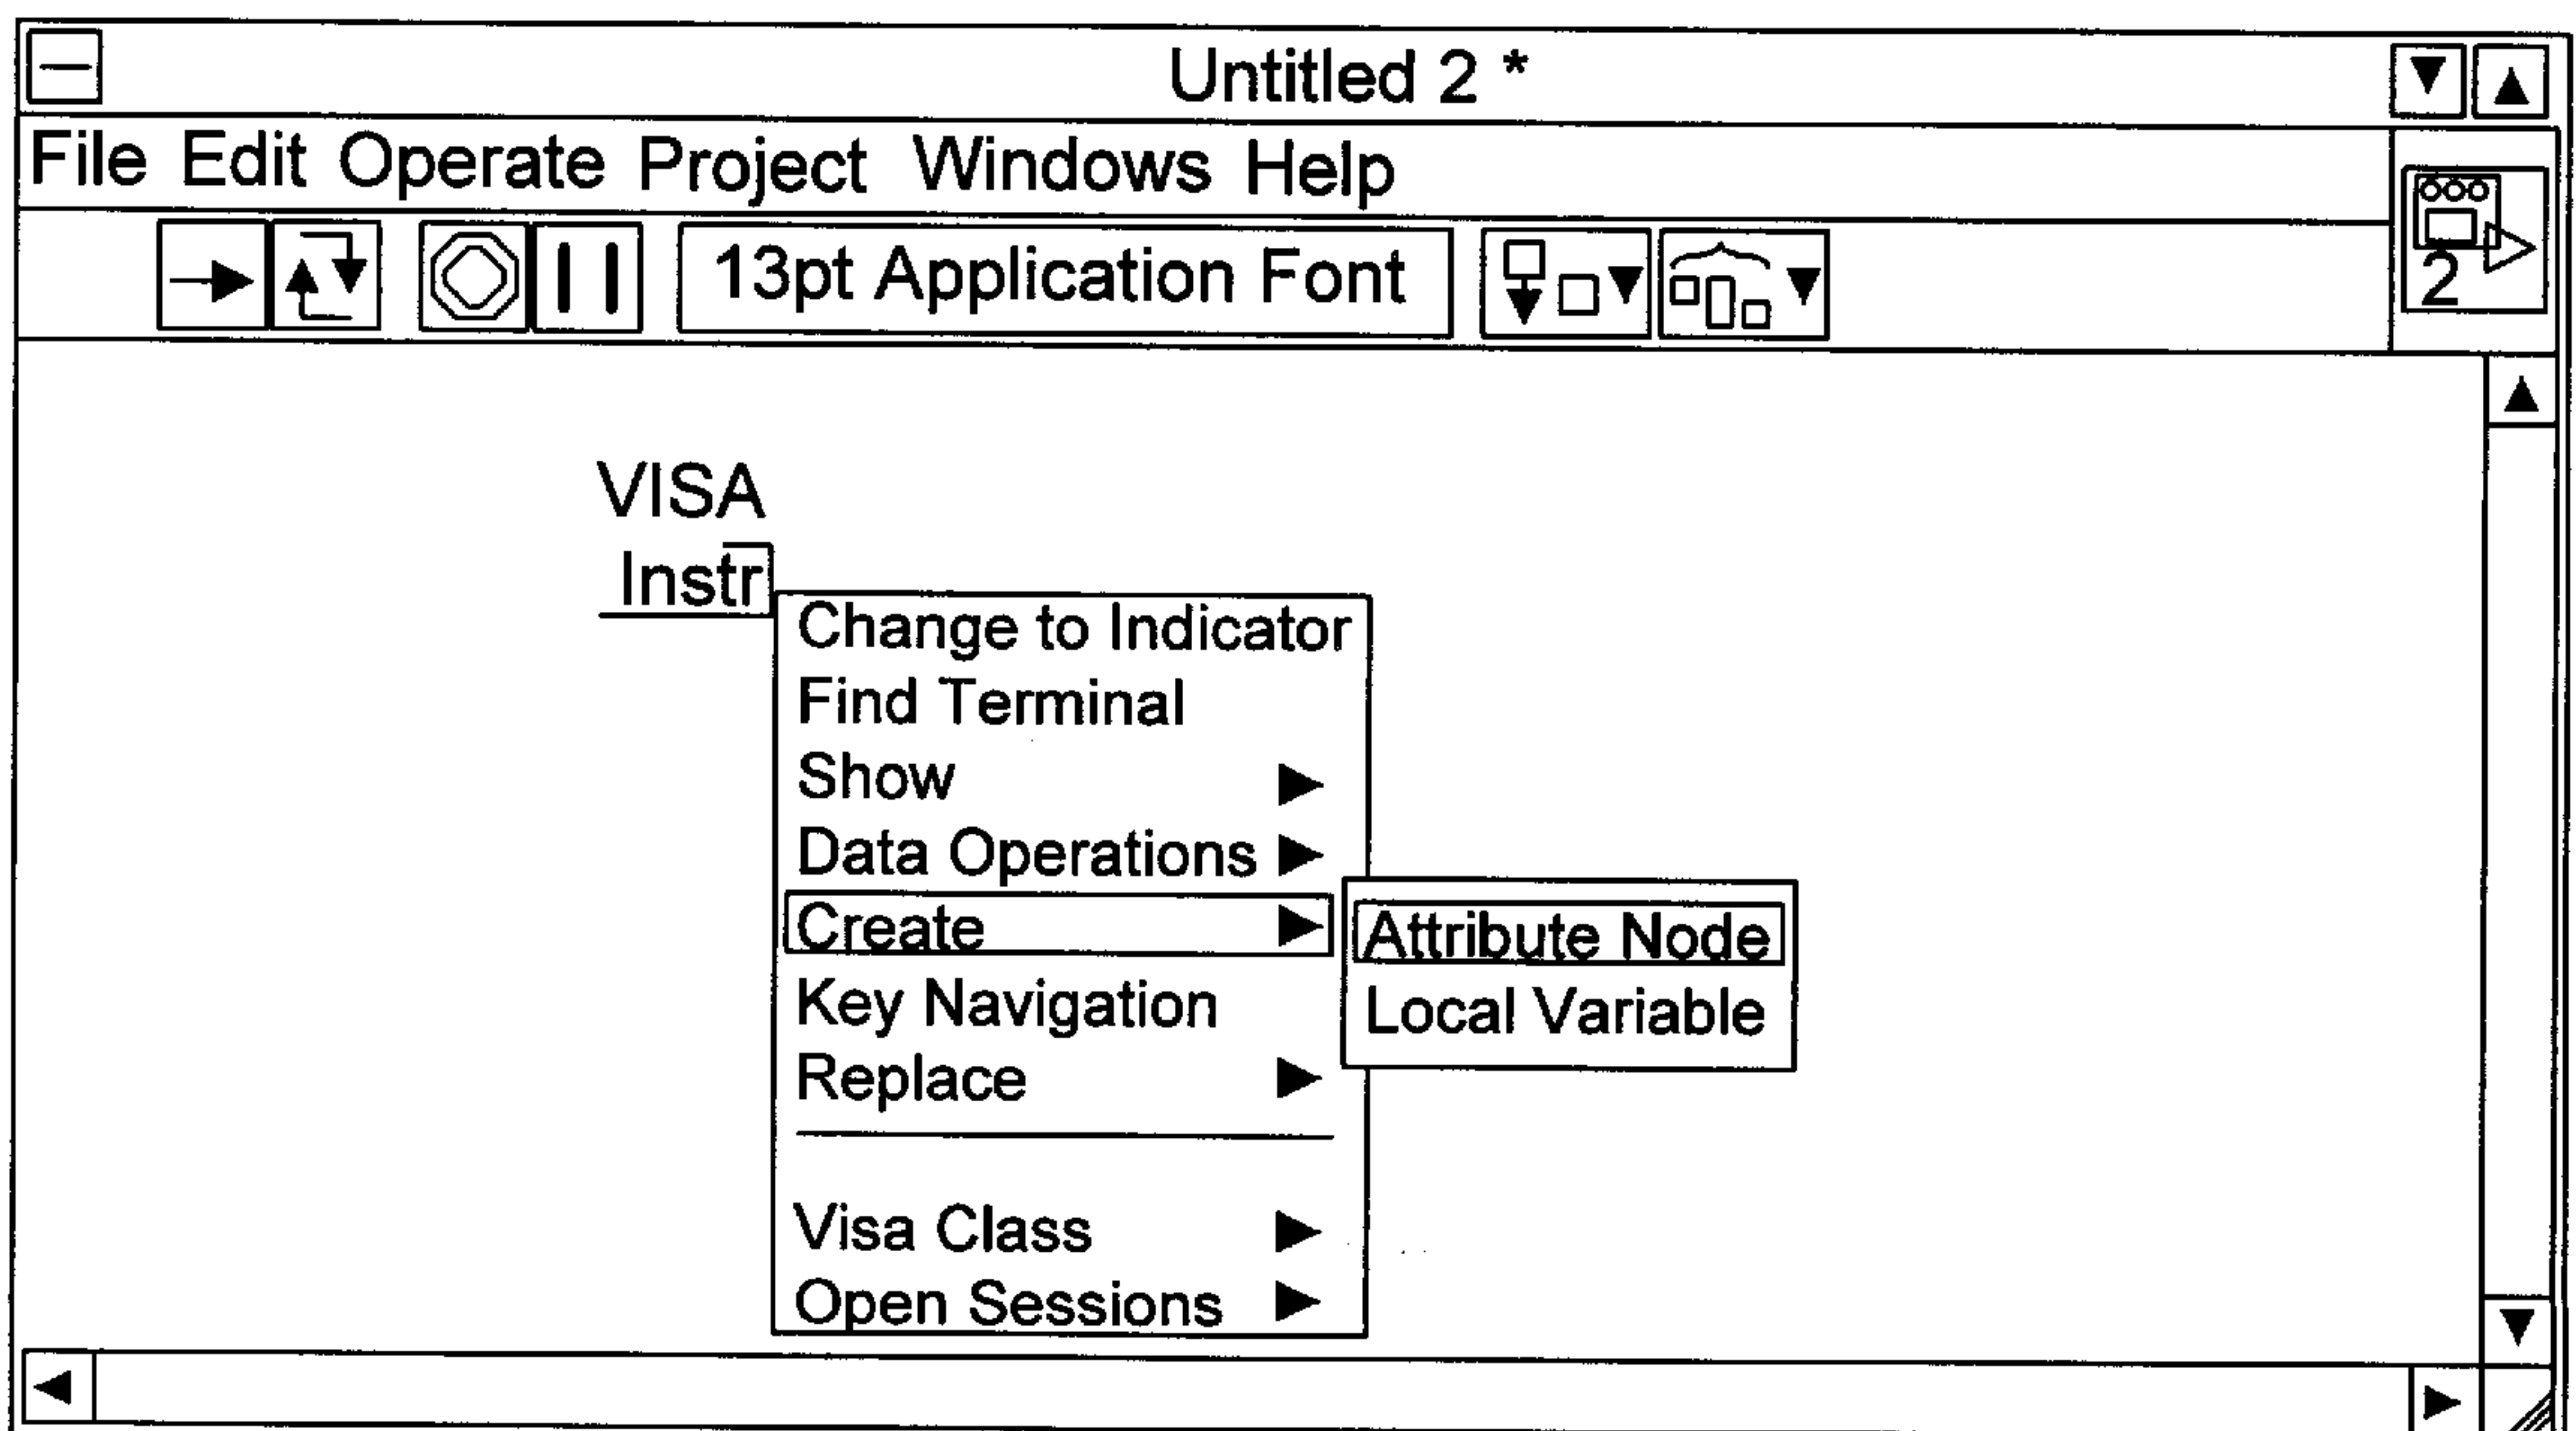 Untitled 2 *
File Edit Operate Project Windows Help
13pt Application Font
2
VISA
Instr
Change to Indicator
Find Terminal
Show
Data Operations
Create
Attribute Node
Key Navigation
Local Variable
Replace
Visa Class
Open Sessions